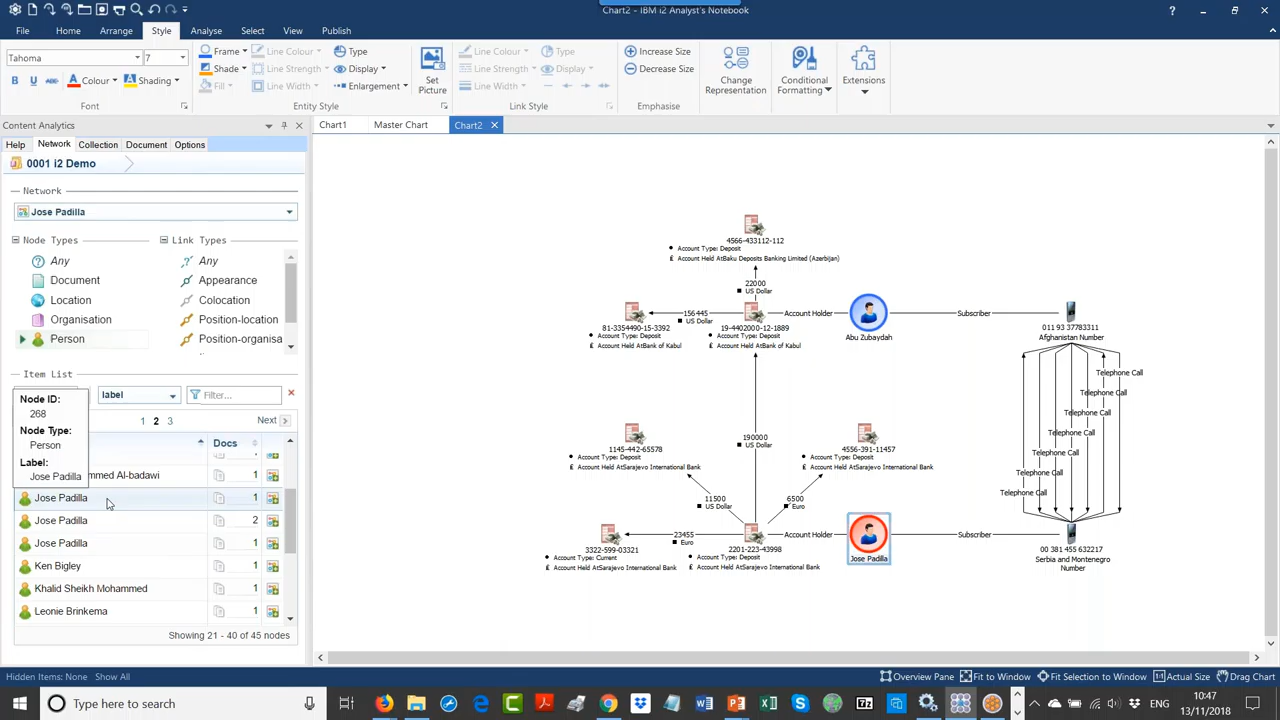 Chart2 - IBM i2 Analyst's Notebook
File Home Arrange Style Analyse Select View Publish
Tahoma 7
Frame Line Colour Type
Shade Line Strength Display
Fill Line Width Enlargement
B U abc A Colour A Shading
Set Picture
Line Colour Type
Line Strength Display
Line Width
Increase Size
Decrease Size
Change Representation
Conditional Formatting
Extensions
Font Entity Style Link Style Emphasise
Content Analytics
Chart1 Master Chart Chart2
Help Network Collection Document Options
0001 i2 Demo
Network
Jose Padilla
Node Types Link Types
Any Any
Document Appearance
Location Colocation
Organisation Position-location
Person Position-organisa
Item List
label Filter...
Node ID:
268
Node Type:
Person
Label:
Jose Padilla
1 2 3 Next
Docs
mmed Al-badawi 1
Jose Padilla 1
Jose Padilla 2
Jose Padilla 1
Ken Bigley 1
Khalid Sheikh Mohammed 1
Leonie Brinkema 1
Showing 21 - 40 of 45 nodes
4566-433112-112
Account Type: Deposit
£ Account Held AtBaku Deposits Banking Limited (Azerbijan)
22000
US Dollar
156445
US Dollar
Account Holder
Subscriber
81-3354490-15-3392
Account Type: Deposit
£ Account Held AtBank of Kabul
19-4402000-12-1889
Account Type: Deposit
£ Account Held AtBank of Kabul
Abu Zubaydah
011 93 37783311
Afghanistan Number
Telephone Call
Telephone Call
Telephone Call
Telephone Call
Telephone Call
Telephone Call
Telephone Call
190000
US Dollar
1145-442-65578
Account Type: Deposit
£ Account Held AtSarajevo International Bank
4556-391-11457
Account Type: Deposit
£ Account Held AtSarajevo International Bank
11500
US Dollar
6500
Euro
23455
Euro
Account Holder
Subscriber
3322-599-03321
Account Type: Current
£ Account Held AtSarajevo International Bank
2201-223-43998
Account Type: Deposit
£ Account Held AtSarajevo International Bank
Jose Padilla
00 381 455 632217
Serbia and Montenegro
Number
Hidden Items: None Show All
Overview Pane Fit to Window Fit Selection to Window Actual Size Drag Chart
Type here to search
ENG
10:47
13/11/2018